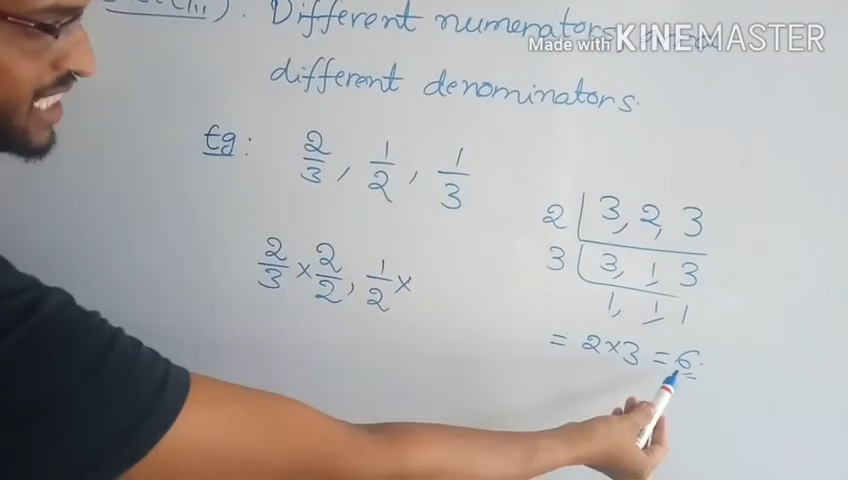 (iii). Different numerators
Made with KINEMASTER
different denominators.
Eg: 2/3, 1/2, 1/3
2/3 × 2/2, 1/2 ×
2 | 3, 2, 3
3 | 3, 1, 3
1, 1, 1
= 2×3 = 6.